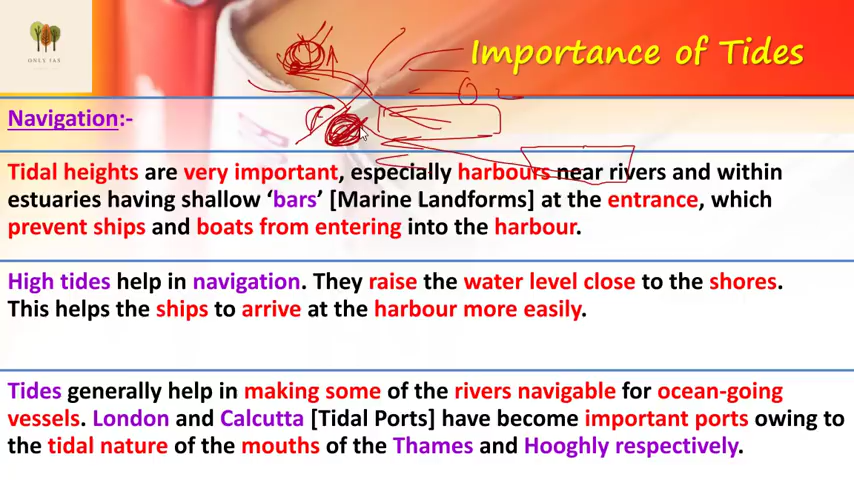 ONLY IAS
Importance of Tides
Navigation:-
Tidal heights are very important, especially harbours near rivers and within
estuaries having shallow ‘bars’ [Marine Landforms] at the entrance, which
prevent ships and boats from entering into the harbour.
High tides help in navigation. They raise the water level close to the shores.
This helps the ships to arrive at the harbour more easily.
Tides generally help in making some of the rivers navigable for ocean-going
vessels. London and Calcutta [Tidal Ports] have become important ports owing to
the tidal nature of the mouths of the Thames and Hooghly respectively.